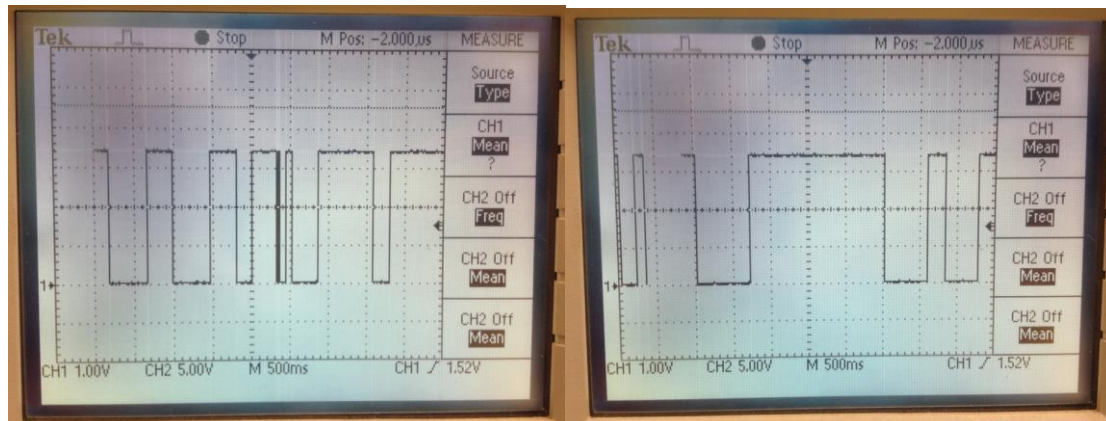 Tek Stop M Pos: -2.000µs MEASURE
Source
Type
CH1
Mean
?
CH2 Off
Freq
CH2 Off
Mean
1
CH2 Off
Mean
CH1 1.00V CH2 5.00V M 500ms CH1 1.52V
Tek Stop M Pos: -2.000µs MEASURE
Source
Type
CH1
Mean
?
CH2 Off
Freq
CH2 Off
Mean
1
CH2 Off
Mean
CH1 1.00V CH2 5.00V M 500ms CH1 1.52V